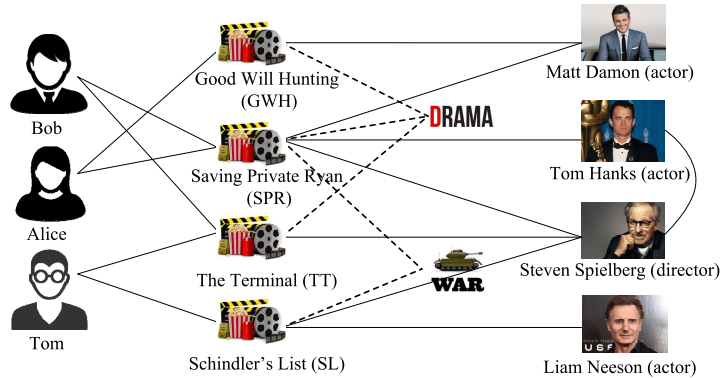 Good Will Hunting
(GWH)
Matt Damon (actor)
Bob
DRAMA
Saving Private Ryan
(SPR)
Tom Hanks (actor)
Alice
The Terminal (TT)
Steven Spielberg (director)
WAR
Tom
Schindler's List (SL)
Liam Neeson (actor)